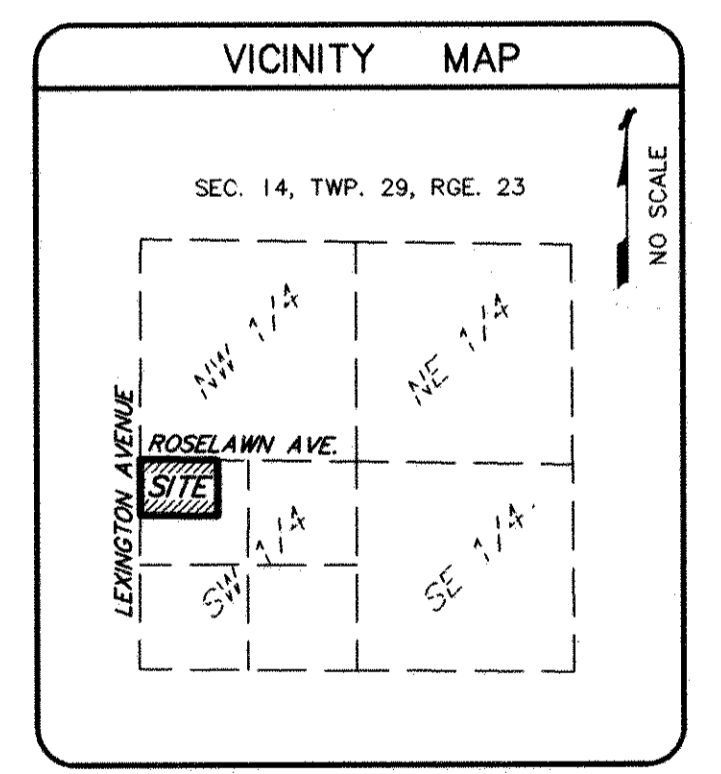 VICINITY MAP
SEC. 14, TWP. 29, RGE. 23
NO SCALE
NW 1/4
NE 1/4
LEXINGTON AVENUE
ROSELAWN AVE.
SITE
SW 1/4
SE 1/4